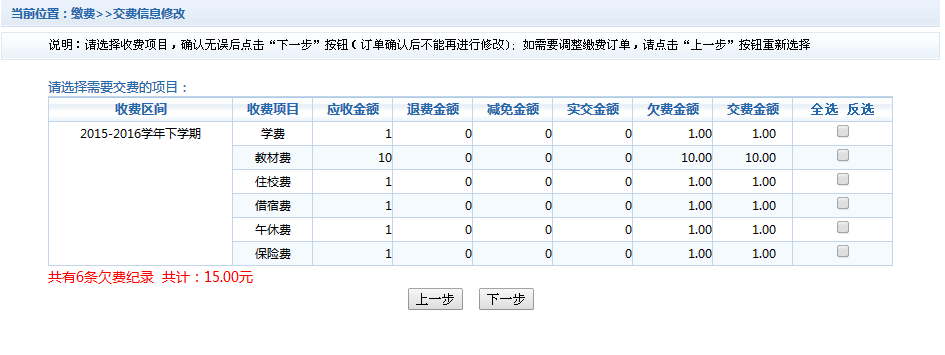 当前位置：缴费>>交费信息修改
说明：请选择收费项目，确认无误后点击“下一步”按钮（订单确认后不能再进行修改）；如需要调整缴费订单，请点击“上一步”按钮重新选择
请选择需要交费的项目：
收费区间 收费项目 应收金额 退费金额 减免金额 实交金额 欠费金额 交费金额 全选 反选
2015-2016学年下学期 学费 1 0 0 0 1.00 1.00
教材费 10 0 0 0 10.00 10.00
住校费 1 0 0 0 1.00 1.00
借宿费 1 0 0 0 1.00 1.00
午休费 1 0 0 0 1.00 1.00
保险费 1 0 0 0 1.00 1.00
共有6条欠费纪录 共计：15.00元
上一步 下一步